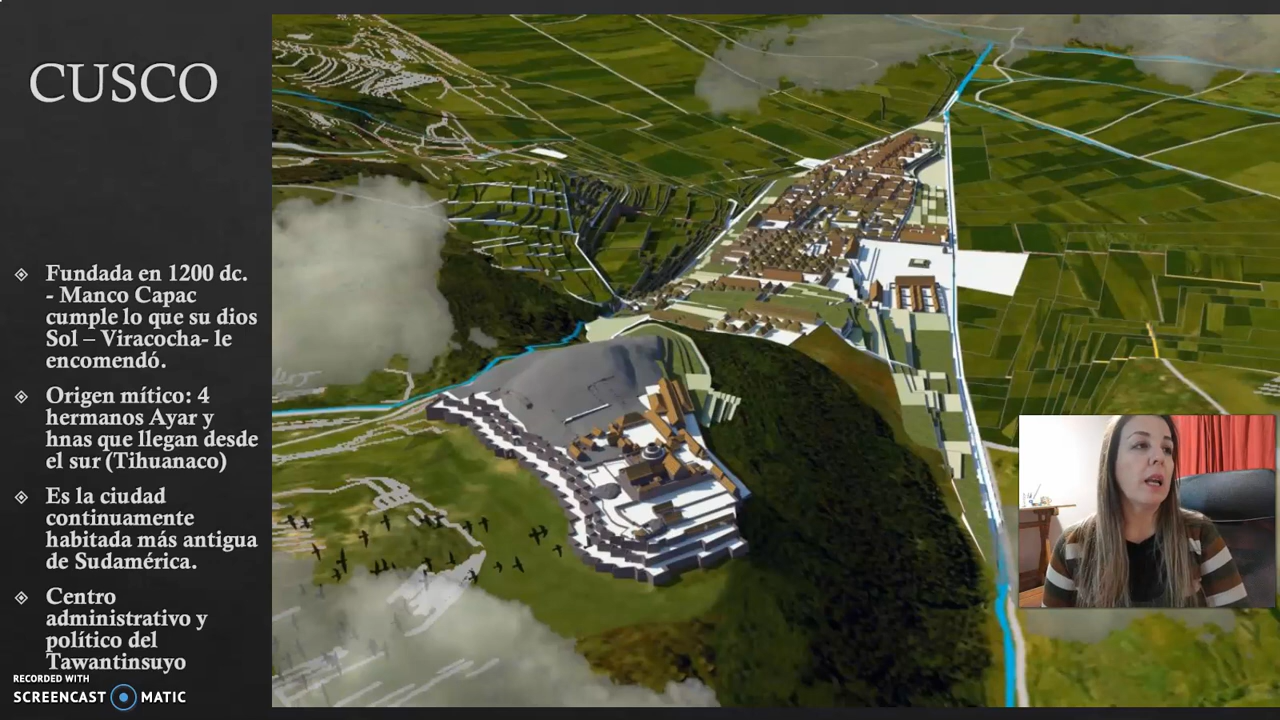 CUSCO
Fundada en 1200 dc.
- Manco Capac
cumple lo que su dios
Sol – Viracocha- le
encomendó.
Origen mítico: 4
hermanos Ayar y
hnas que llegan desde
el sur (Tihuanaco)
Es la ciudad
continuamente
habitada más antigua
de Sudamérica.
Centro
administrativo y
político del
Tawantinsuyo
RECORDED WITH
SCREENCAST MATIC